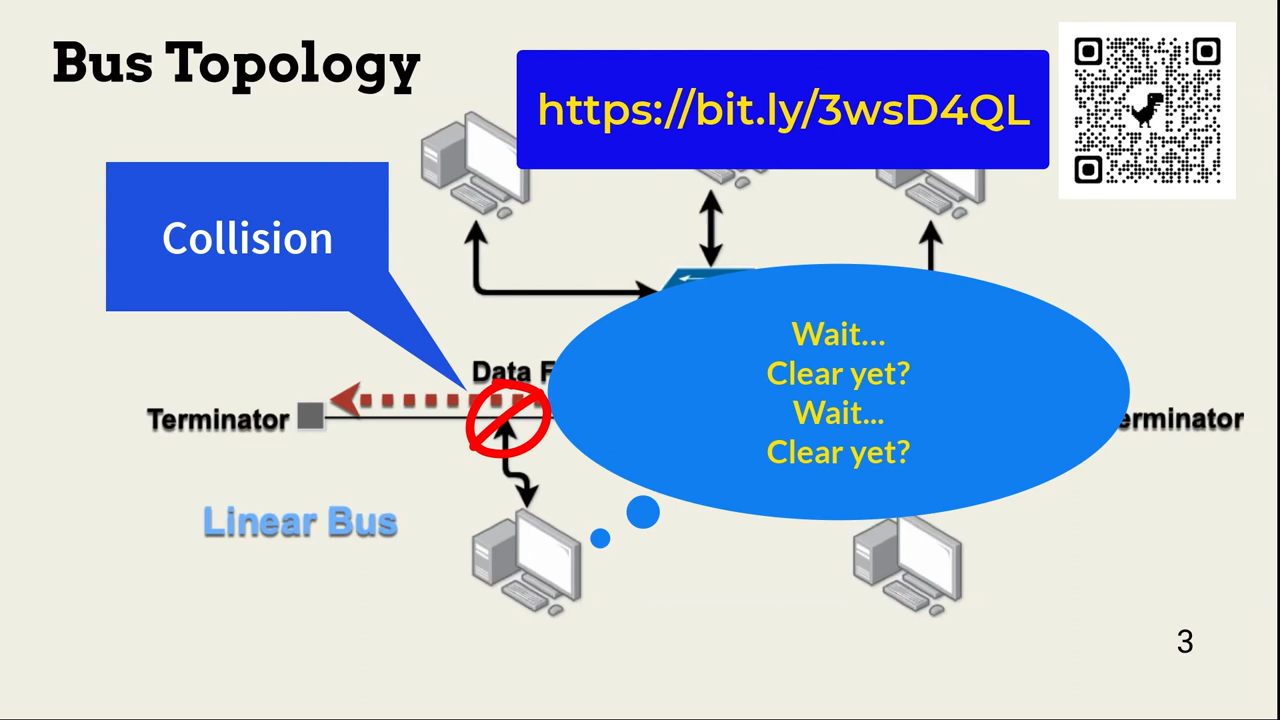 Bus Topology
https://bit.ly/3wsD4QL
Collision
Wait...
Clear yet?
Wait...
Clear yet?
Data F
Terminator
erminator
Linear Bus
3